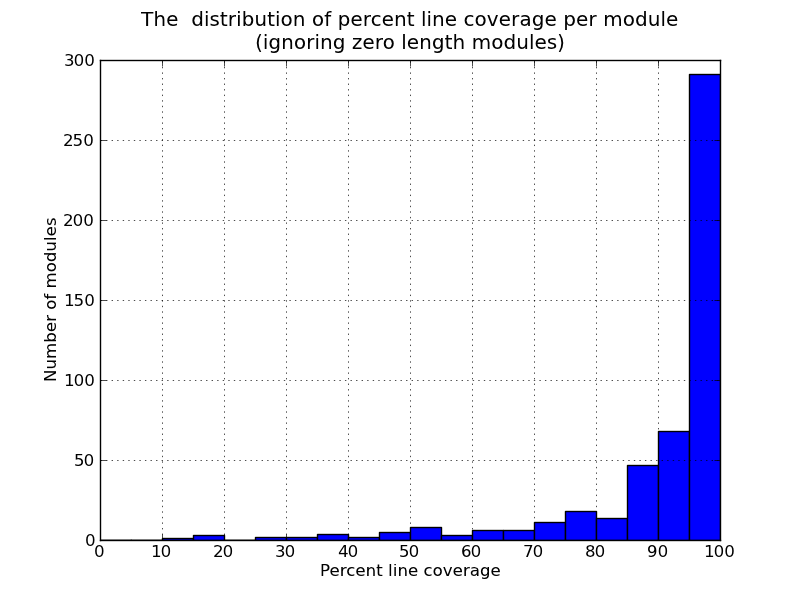 The  distribution of percent line coverage per module
(ignoring zero length modules)
300
250
200
150
100
50
0
Number of modules
0 10 20 30 40 50 60 70 80 90 100
Percent line coverage